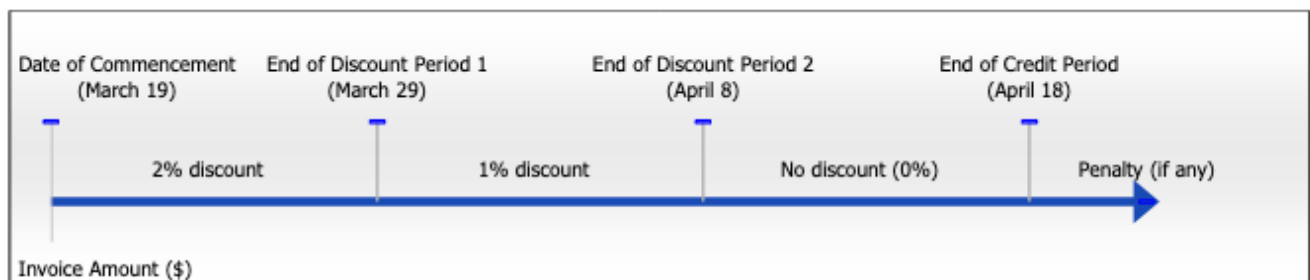 Date of Commencement
(March 19)
End of Discount Period 1
(March 29)
End of Discount Period 2
(April 8)
End of Credit Period
(April 18)
2% discount
1% discount
No discount (0%)
Penalty (if any)
Invoice Amount ($)